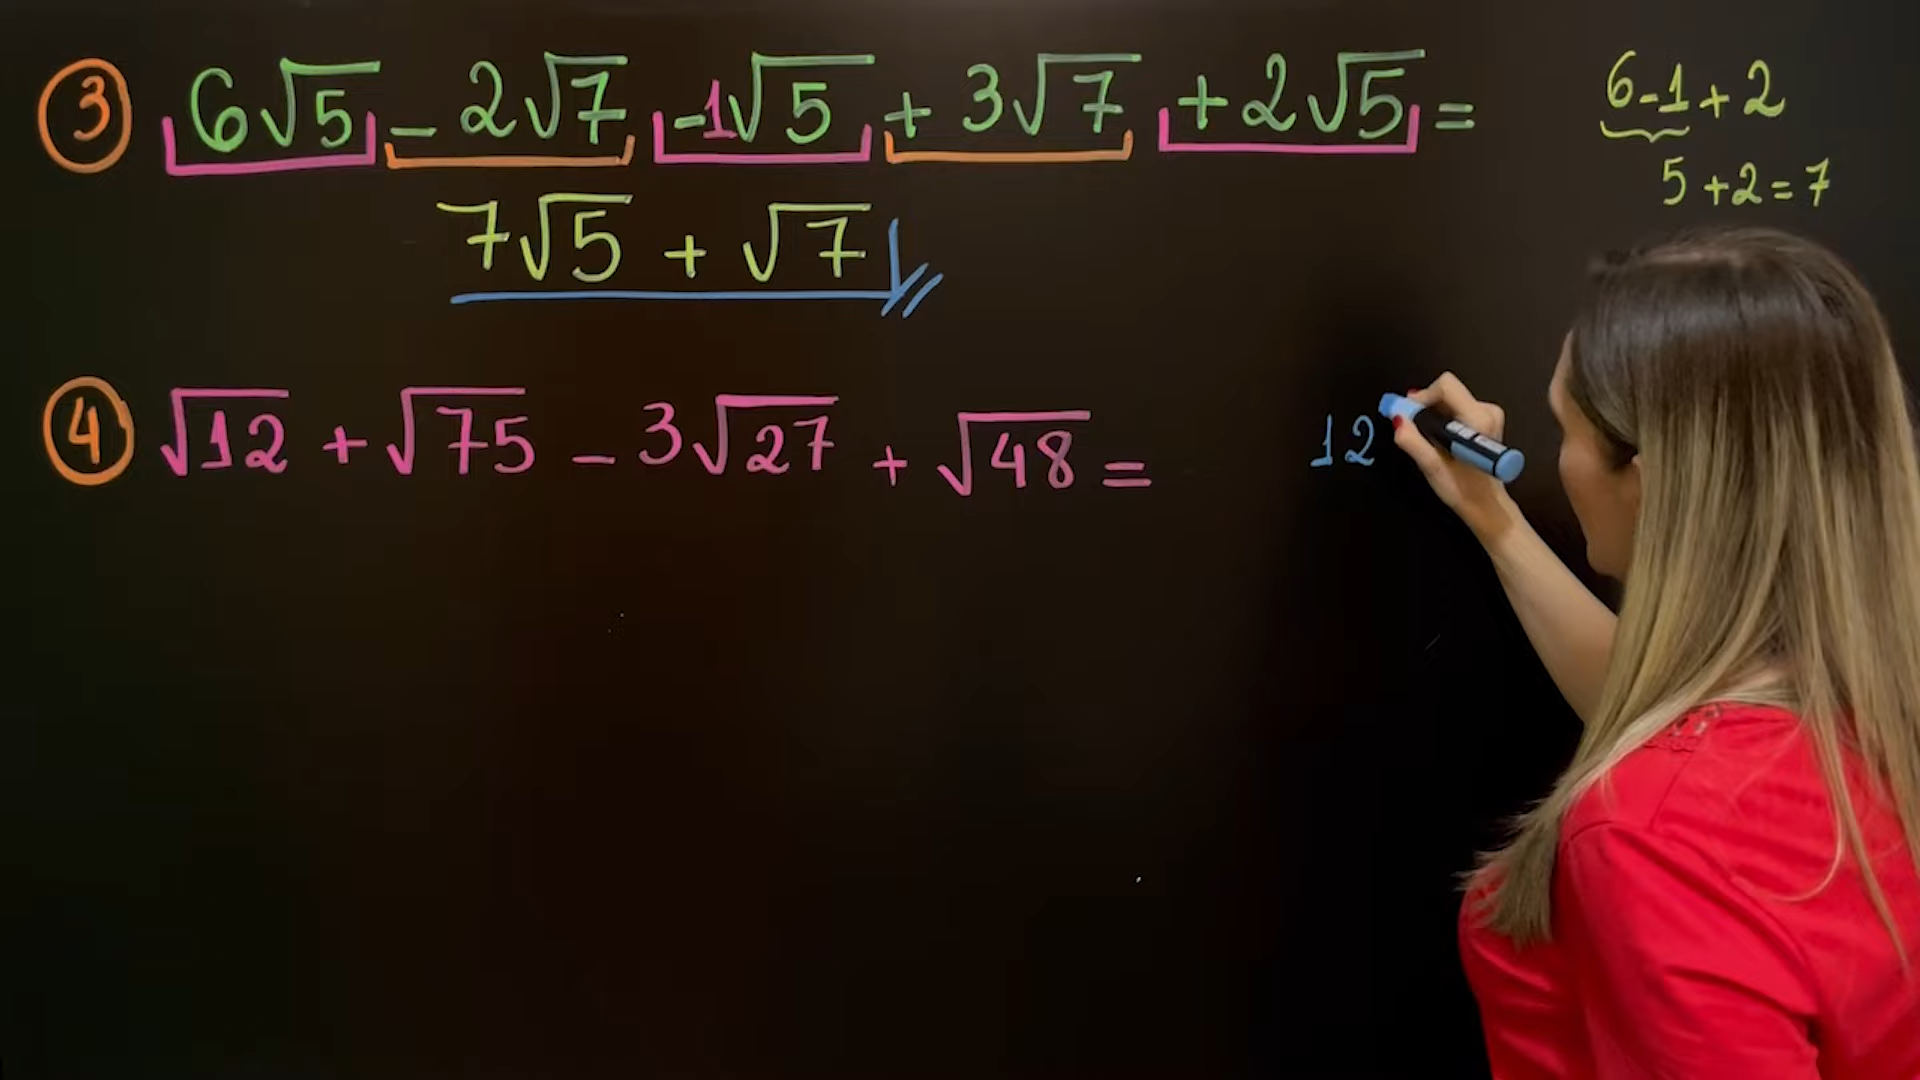 ③ 6√5 - 2√7 -1√5 + 3√7 + 2√5 =
7√5 + √7
6-1+2
5+2=7
④ √12 + √75 - 3√27 + √48 =
12